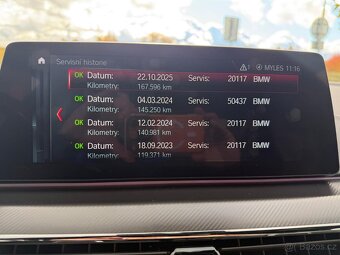 Servisní historie
1 MYLES 11:16
OK Datum: 22.10.2025 Servis: 20117 BMW
Kilometry: 167.596 km
OK Datum: 04.03.2024 Servis: 50437 BMW
Kilometry: 145.250 km
OK Datum: 12.02.2024 Servis: 20117 BMW
Kilometry: 140.981 km
OK Datum: 18.09.2023 Servis: 20117 BMW
Kilometry: 119.371 km